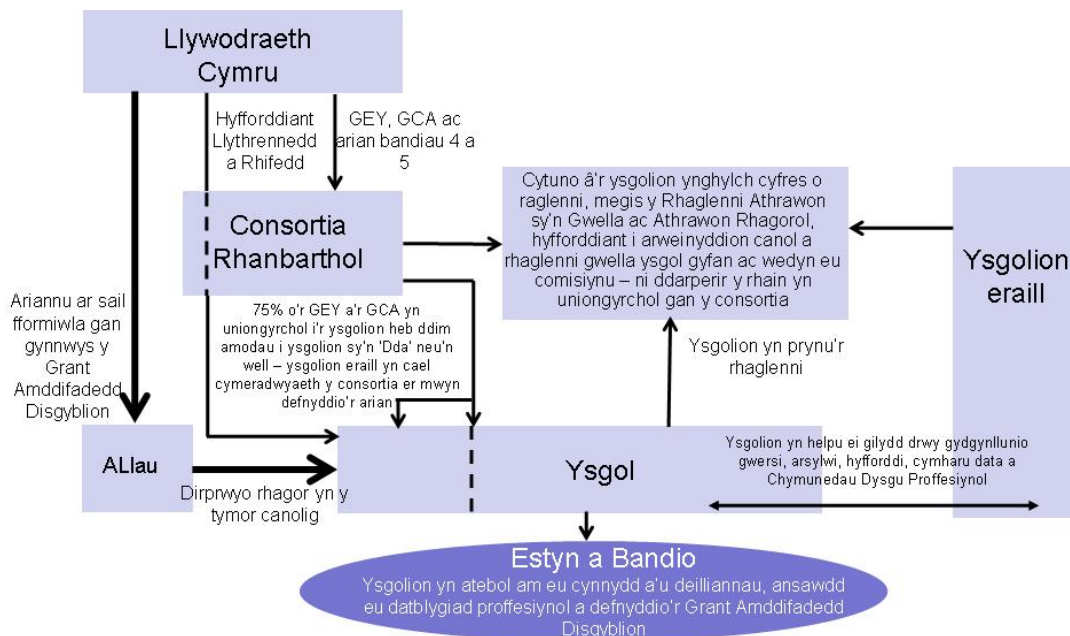 Llywodraeth
Cymru
Hyfforddiant
Llythrennedd
a Rhifedd
GEY, GCA ac
arian bandiau 4 a
5
Consortia
Rhanbarthol
Cytuno â'r ysgolion ynghylch cyfres o
raglenni, megis y Rhaglenni Athrawon
sy'n Gwella ac Athrawon Rhagorol,
hyfforddiant i arweinyddion canol a
rhaglenni gwella ysgol gyfan ac wedyn eu
comisiynu – ni ddarperir y rhain yn
uniongyrchol gan y consortia
Ysgolion
eraill
Ariannu ar sail
fformiwla gan
gynnwys y
Grant
Amddifadedd
Disgyblion
75% o'r GEY a'r GCA yn
uniongyrchol i'r ysgolion heb ddim
amodau i ysgolion sy'n 'Dda' neu'n
well – ysgolion eraill yn cael
cymeradwyaeth y consortia er mwyn
defnyddio'r arian
Ysgolion yn prynu'r
rhaglenni
ALlau
Dirprwyo rhagor yn y
tymor canolig
Ysgol
Ysgolion yn helpu ei gilydd drwy gydgynllunio
gwersi, arsylwi, hyfforddi, cymharu data a
Chymunedau Dysgu Proffesiynol
Estyn a Bandio
Ysgolion yn atebol am eu cynnydd a'u deilliannau, ansawdd
eu datblygiad proffesiynol a defnyddio'r Grant Amddifadedd
Disgyblion